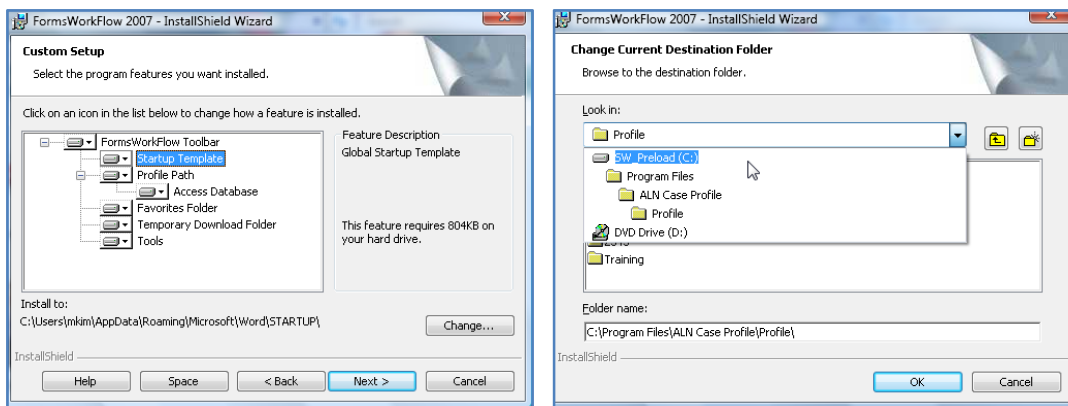 FormsWorkFlow 2007 - InstallShield Wizard
Custom Setup
Select the program features you want installed.
Click on an icon in the list below to change how a feature is installed.
FormsWorkFlow Toolbar
Startup Template
Profile Path
Access Database
Favorites Folder
Temporary Download Folder
Tools
Feature Description
Global Startup Template
This feature requires 804KB on
your hard drive.
Install to:
C:\Users\mkim\AppData\Roaming\Microsoft\Word\STARTUP\
Change...
InstallShield
Help
Space
< Back
Next >
Cancel
FormsWorkFlow 2007 - InstallShield Wizard
Change Current Destination Folder
Browse to the destination folder.
Look in:
Profile
SW_Preload (C:)
Program Files
ALN Case Profile
Profile
DVD Drive (D:)
Training
Folder name:
C:\Program Files\ALN Case Profile\Profile\
InstallShield
OK
Cancel